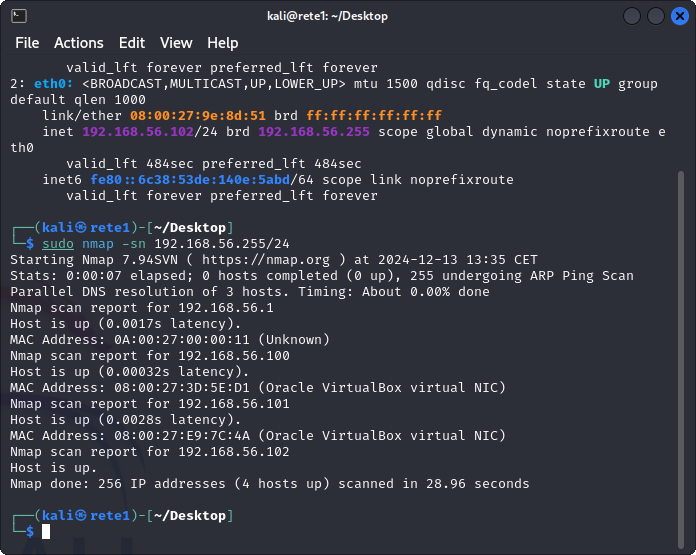 kali@rete1: ~/Desktop
File Actions Edit View Help
valid_lft forever preferred_lft forever
2: eth0: <BROADCAST,MULTICAST,UP,LOWER_UP> mtu 1500 qdisc fq_codel state UP group
default qlen 1000
link/ether 08:00:27:9e:8d:51 brd ff:ff:ff:ff:ff:ff
inet 192.168.56.102/24 brd 192.168.56.255 scope global dynamic noprefixroute e
th0
valid_lft 484sec preferred_lft 484sec
inet6 fe80::6c38:53de:140e:5abd/64 scope link noprefixroute
valid_lft forever preferred_lft forever
┌──(kali㉿rete1)-[~/Desktop]
└─$ sudo nmap -sn 192.168.56.255/24
Starting Nmap 7.94SVN ( https://nmap.org ) at 2024-12-13 13:35 CET
Stats: 0:00:07 elapsed; 0 hosts completed (0 up), 255 undergoing ARP Ping Scan
Parallel DNS resolution of 3 hosts. Timing: About 0.00% done
Nmap scan report for 192.168.56.1
Host is up (0.0017s latency).
MAC Address: 0A:00:27:00:00:11 (Unknown)
Nmap scan report for 192.168.56.100
Host is up (0.00032s latency).
MAC Address: 08:00:27:3D:5E:D1 (Oracle VirtualBox virtual NIC)
Nmap scan report for 192.168.56.101
Host is up (0.0028s latency).
MAC Address: 08:00:27:E9:7C:4A (Oracle VirtualBox virtual NIC)
Nmap scan report for 192.168.56.102
Host is up.
Nmap done: 256 IP addresses (4 hosts up) scanned in 28.96 seconds
┌──(kali㉿rete1)-[~/Desktop]
└─$